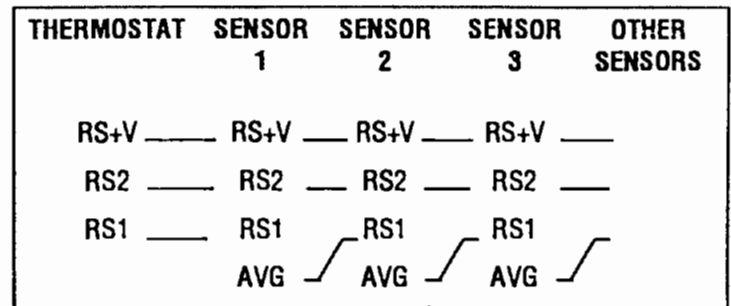 THERMOSTAT SENSOR SENSOR SENSOR OTHER
1 2 3 SENSORS
RS+V RS+V RS+V RS+V
RS2 RS2 RS2 RS2
RS1 RS1 RS1 RS1
AVG AVG AVG